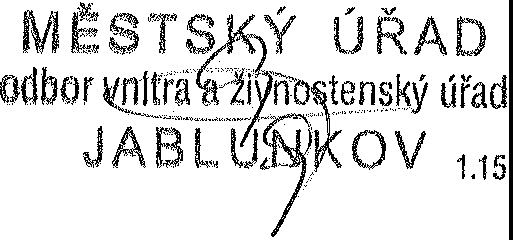 MĚSTSKÝ ÚŘAD
odbor vnitra a živnostenský úřad
JABLUNKOV 1.15